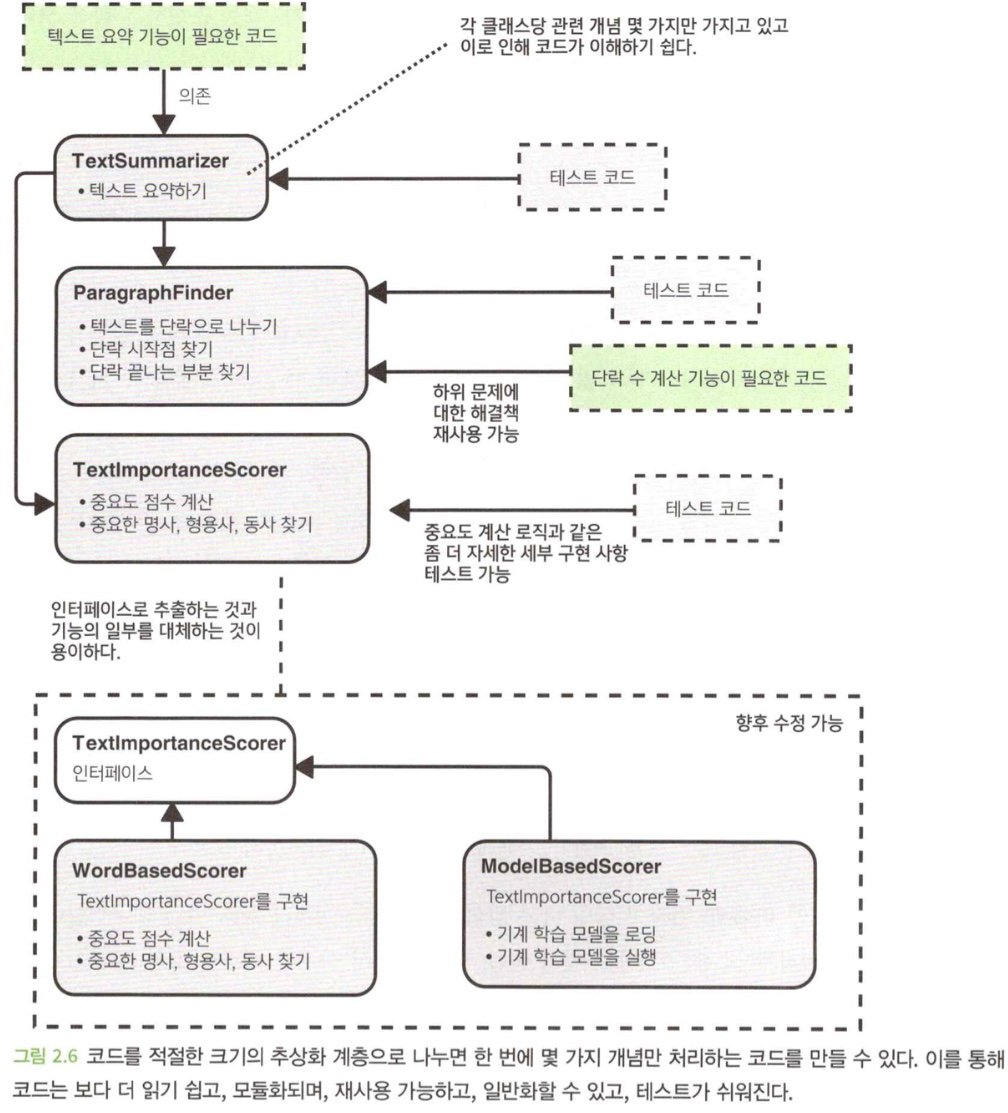 텍스트 요약 기능이 필요한 코드
각 클래스당 관련 개념 몇 가지만 가지고 있고
이로 인해 코드가 이해하기 쉽다.
의존
TextSummarizer
• 텍스트 요약하기
테스트 코드
ParagraphFinder
• 텍스트를 단락으로 나누기
• 단락 시작점 찾기
• 단락 끝나는 부분 찾기
테스트 코드
단락 수 계산 기능이 필요한 코드
하위 문제에
대한 해결책
재사용 가능
TextImportanceScorer
• 중요도 점수 계산
• 중요한 명사, 형용사, 동사 찾기
테스트 코드
중요도 계산 로직과 같은
좀 더 자세한 세부 구현 사항
테스트 가능
인터페이스로 추출하는 것과
기능의 일부를 대체하는 것이
용이하다.
향후 수정 가능
TextImportanceScorer
인터페이스
WordBasedScorer
TextImportanceScorer를 구현
• 중요도 점수 계산
• 중요한 명사, 형용사, 동사 찾기
ModelBasedScorer
TextImportanceScorer를 구현
• 기계 학습 모델을 로딩
• 기계 학습 모델을 실행
그림 2.6 코드를 적절한 크기의 추상화 계층으로 나누면 한 번에 몇 가지 개념만 처리하는 코드를 만들 수 있다. 이를 통해
코드는 보다 더 읽기 쉽고, 모듈화되며, 재사용 가능하고, 일반화할 수 있고, 테스트가 쉬워진다.